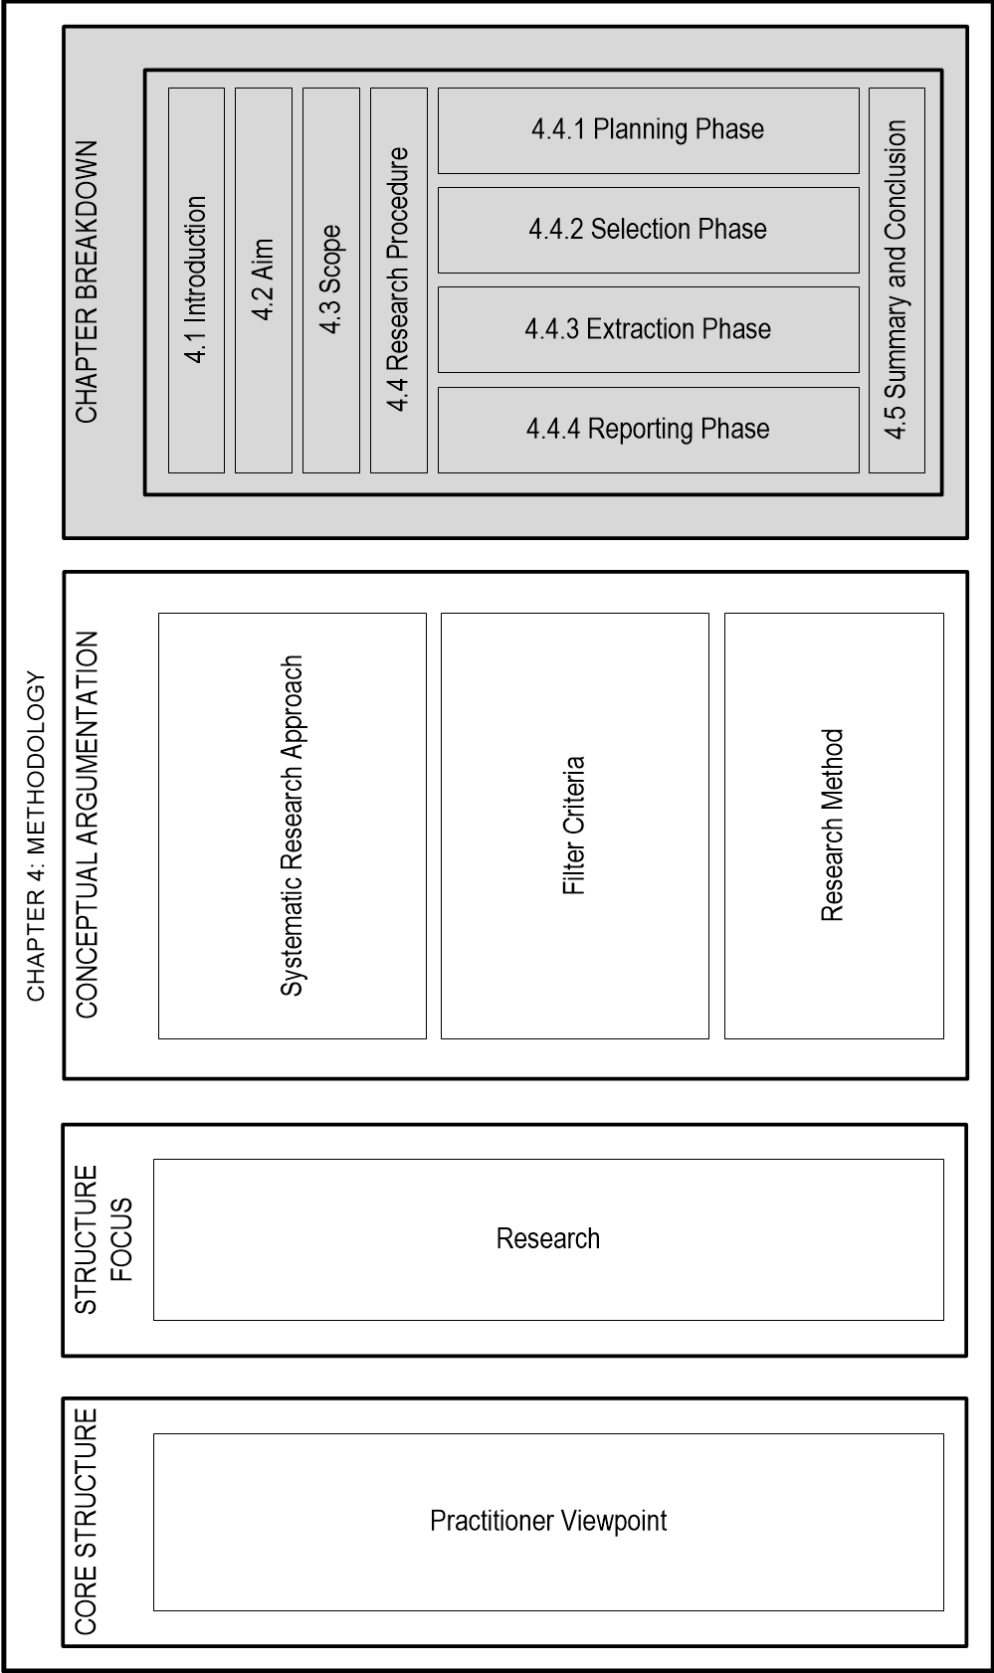 CHAPTER 4: METHODOLOGY
CHAPTER BREAKDOWN
4.1 Introduction
4.2 Aim
4.3 Scope
4.4 Research Procedure
4.4.1 Planning Phase
4.4.2 Selection Phase
4.4.3 Extraction Phase
4.4.4 Reporting Phase
4.5 Summary and Conclusion
CONCEPTUAL ARGUMENTATION
Systematic Research Approach
Filter Criteria
Research Method
STRUCTURE
FOCUS
Research
CORE STRUCTURE
Practitioner Viewpoint